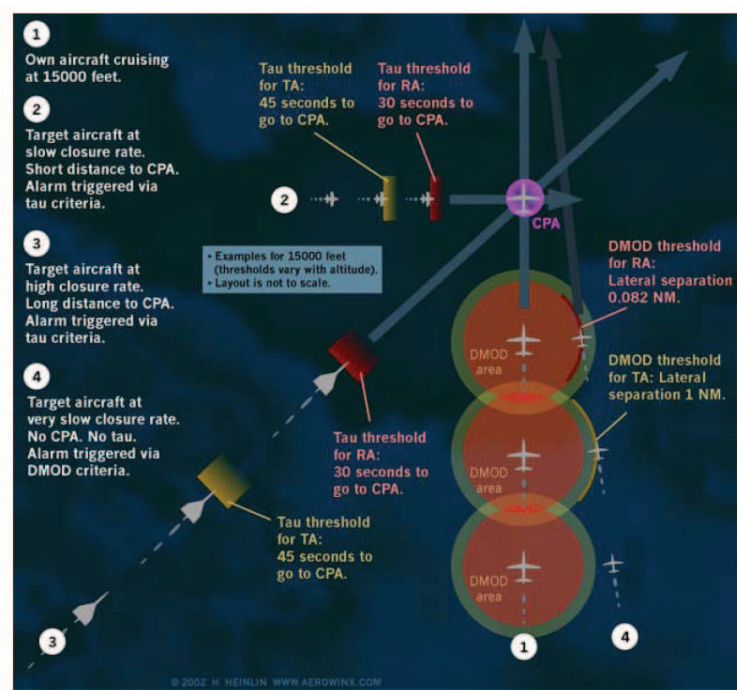 1
Own aircraft cruising
at 15000 feet.
2
Target aircraft at
slow closure rate.
Short distance to CPA.
Alarm triggered via
tau criteria.
3
Target aircraft at
high closure rate.
Long distance to CPA.
Alarm triggered via
tau criteria.
4
Target aircraft at
very slow closure rate.
No CPA. No tau.
Alarm triggered via
DMOD criteria.
Tau threshold
for TA:
45 seconds to
go to CPA.
Tau threshold
for RA:
30 seconds to
go to CPA.
2
CPA
• Examples for 15000 feet
(thresholds vary with altitude).
• Layout is not to scale.
DMOD threshold
for RA:
Lateral separation
0.082 NM.
DMOD
area
DMOD threshold
for TA: Lateral
separation 1 NM.
Tau threshold
for RA:
30 seconds to
go to CPA.
DMOD
area
Tau threshold
for TA:
45 seconds to
go to CPA.
DMOD
area
3
1
4
© 2002 H. HEINLIN WWW.AEROWINX.COM